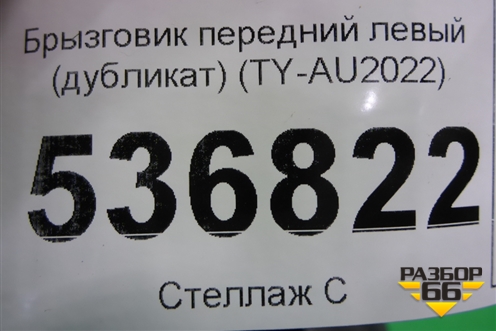 Брызговик передний левый
(дубликат) (TY-AU2022)
536822
Стеллаж С
РАЗБОР
66